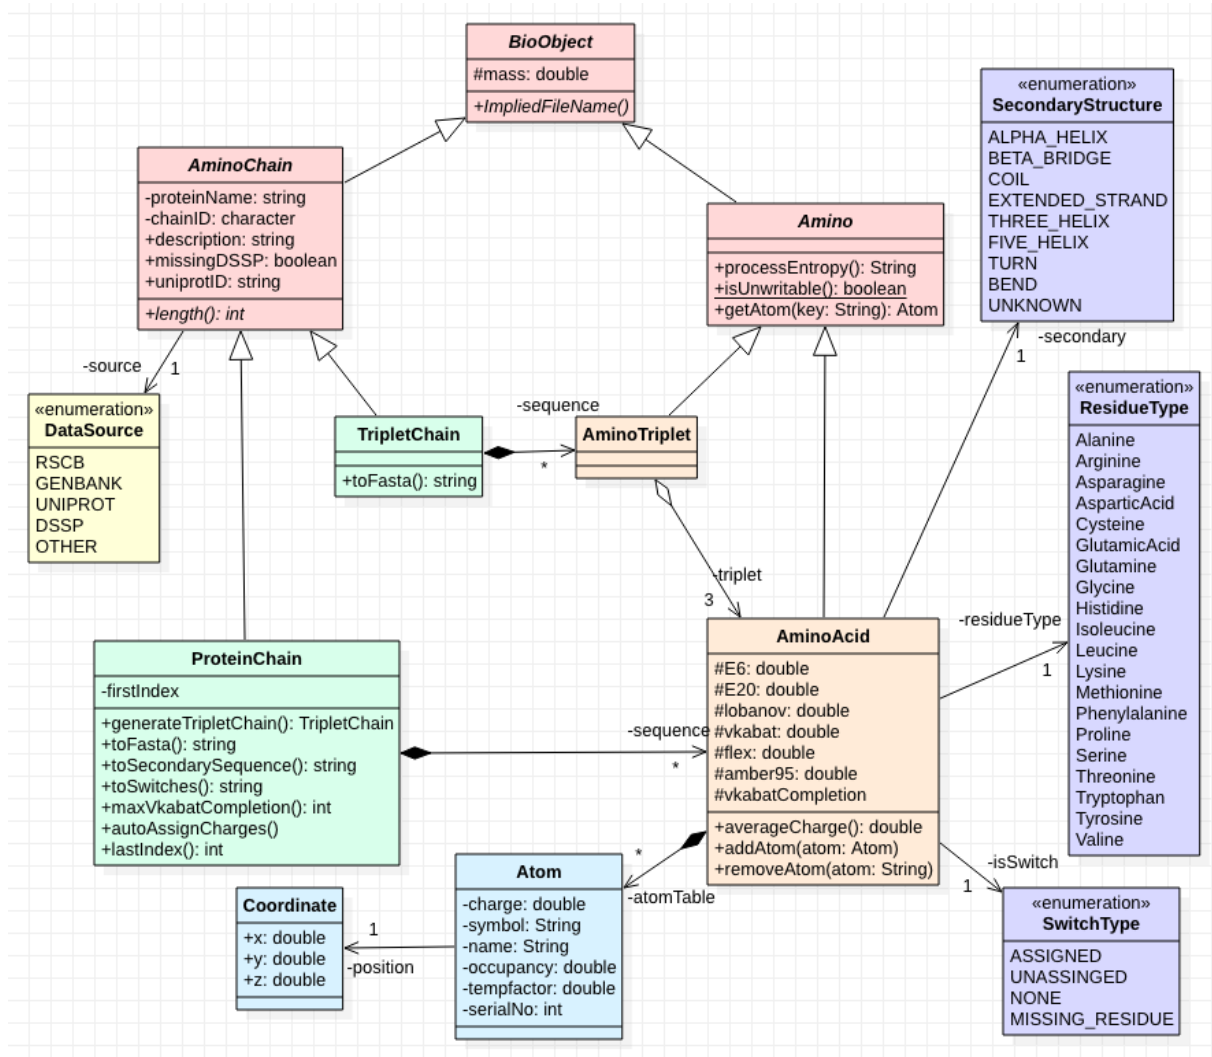 BioObject
#mass: double
+ImpliedFileName()
«enumeration»
SecondaryStructure
ALPHA_HELIX
BETA_BRIDGE
COIL
EXTENDED_STRAND
THREE_HELIX
FIVE_HELIX
TURN
BEND
UNKNOWN
AminoChain
-proteinName: string
-chainID: character
+description: string
+missingDSSP: boolean
+uniprotID: string
+length(): int
Amino
+processEntropy(): String
+isUnwritable(): boolean
+getAtom(key: String): Atom
-source
1
-secondary
1
«enumeration»
DataSource
RSCB
GENBANK
UNIPROT
DSSP
OTHER
TripletChain
+toFasta(): string
-sequence
*
AminoTriplet
«enumeration»
ResidueType
Alanine
Arginine
Asparagine
AsparticAcid
Cysteine
GlutamicAcid
Glutamine
Glycine
Histidine
Isoleucine
Leucine
Lysine
Methionine
Phenylalanine
Proline
Serine
Threonine
Tryptophan
Tyrosine
Valine
-triplet
3
-residueType
1
ProteinChain
-firstIndex
+generateTripletChain(): TripletChain
+toFasta(): string
+toSecondarySequence(): string
+toSwitches(): string
+maxVkabatCompletion(): int
+autoAssignCharges()
+lastIndex(): int
-sequence
*
AminoAcid
#E6: double
#E20: double
#lobanov: double
#vkabat: double
#flex: double
#amber95: double
#vkabatCompletion
+averageCharge(): double
+addAtom(atom: Atom)
+removeAtom(atom: String)
*
-atomTable
-isSwitch
1
Coordinate
+x: double
+y: double
+z: double
1
-position
Atom
-charge: double
-symbol: String
-name: String
-occupancy: double
-tempfactor: double
-serialNo: int
«enumeration»
SwitchType
ASSIGNED
UNASSINGED
NONE
MISSING_RESIDUE